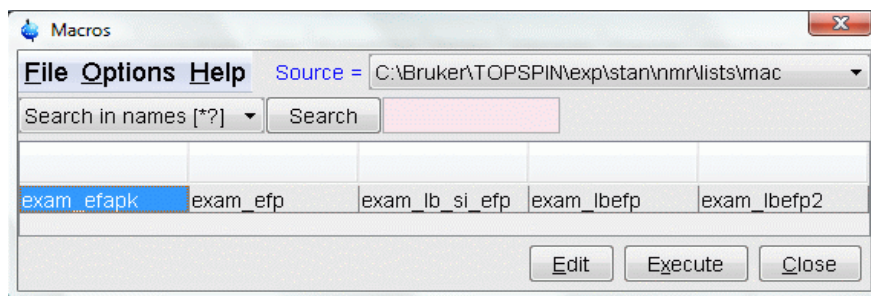 Macros
File Options Help Source = C:\Bruker\TOPSPIN\exp\stan\nmr\lists\mac
Search in names [*?] Search
exam_efapk exam_efp exam_lb_si_efp exam_lbefp exam_lbefp2
Edit Execute Close